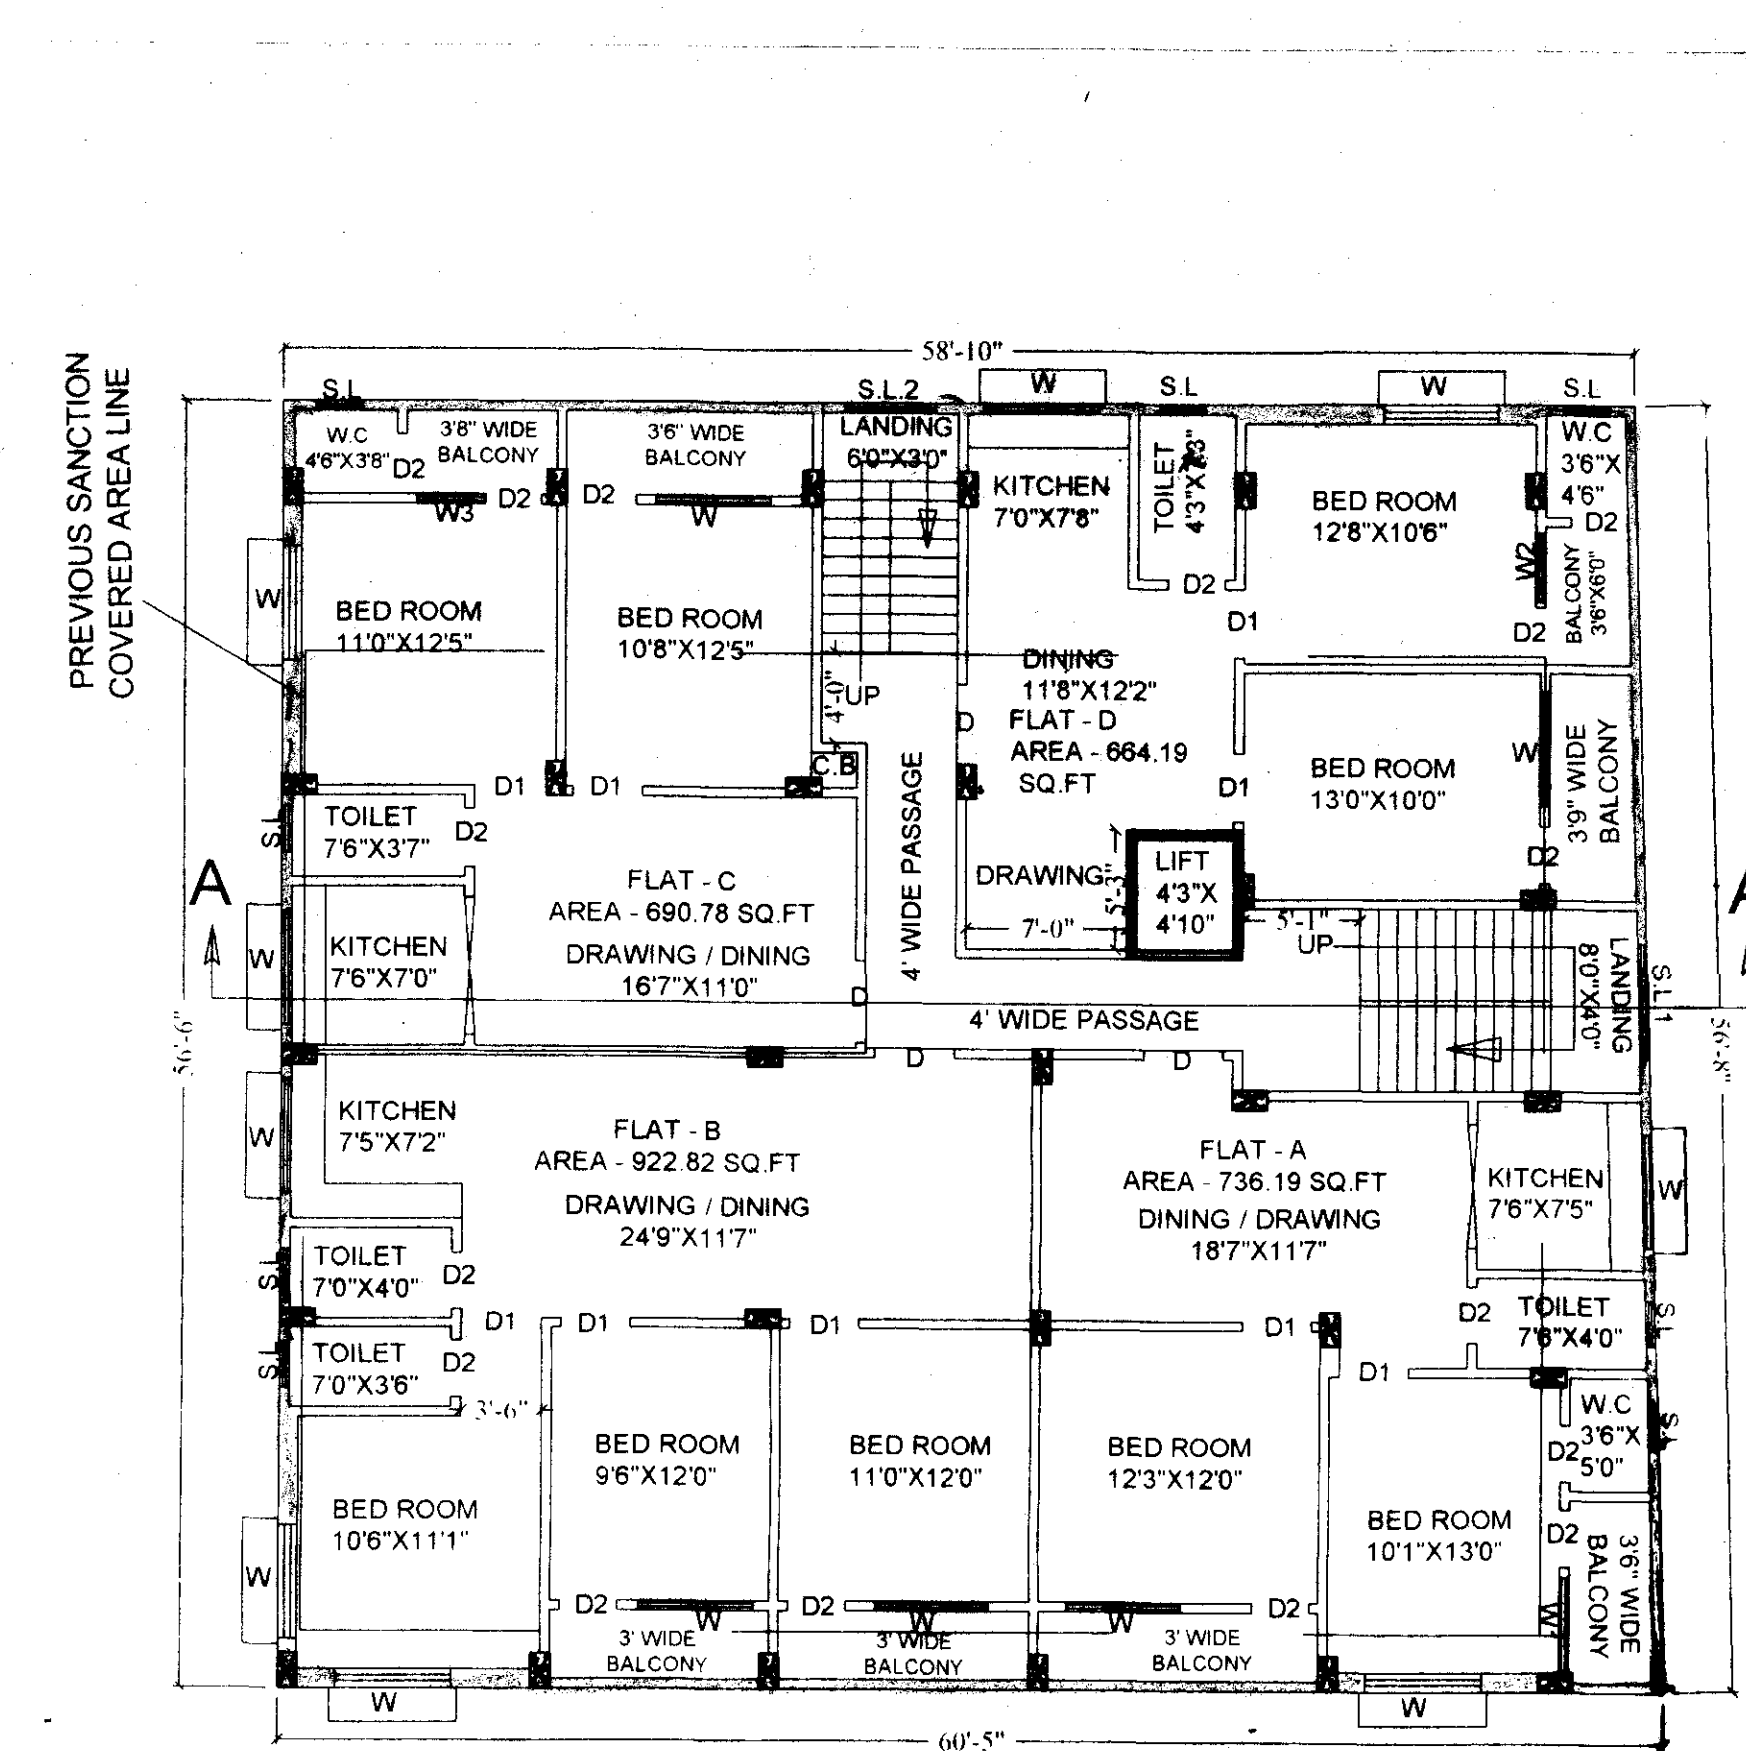 58'-10"
S.L
S.L.2
W
S.L
W
S.L
PREVIOUS SANCTION
COVERED AREA LINE
W.C
4'6"X3'8"
D2
3'8" WIDE
BALCONY
3'6" WIDE
BALCONY
LANDING
6'0"X3'0"
KITCHEN
7'0"X7'8"
TOILET
BED ROOM
12'8"X10'6"
W.C
3'6"X
4'6"
D2
W3
D2
D2
W
W
BED ROOM
11'0"X12'5"
BED ROOM
10'8"X12'5"
UP
4'-0"
D2
D1
W2
D2
BALCONY
3'6"X6'0"
DINING
11'8"X12'2"
FLAT - D
AREA - 664.19
SQ.FT
D
D1
BED ROOM
13'0"X10'0"
W
D2
3'9" WIDE
BALCONY
C.B
D1
D1
TOILET
7'6"X3'7"
S.L
D2
4' WIDE PASSAGE
DRAWING
5'-3"
7'-0"
LIFT
4'3"X
4'10"
5'-1"
UP
LANDING
8'0"X4'0"
S.L.1
A
FLAT - C
AREA - 690.78 SQ.FT
DRAWING / DINING
16'7"X11'0"
KITCHEN
7'6"X7'0"
W
D
4' WIDE PASSAGE
56'-6"
56'-8"
D
D
W
KITCHEN
7'5"X7'2"
FLAT - B
AREA - 922.82 SQ.FT
DRAWING / DINING
24'9"X11'7"
FLAT - A
AREA - 736.19 SQ.FT
DINING / DRAWING
18'7"X11'7"
KITCHEN
7'6"X7'5"
W
TOILET
7'0"X4'0"
S.L
D2
D1
D1
D1
D1
D2
TOILET
S.L
TOILET
7'0"X3'6"
S.L
D2
3'-6"
D1
W.C
3'6"X
5'0"
D2
S.L
BED ROOM
9'6"X12'0"
BED ROOM
11'0"X12'0"
BED ROOM
12'3"X12'0"
BED ROOM
10'6"X11'1"
W
BED ROOM
10'1"X13'0"
D2
3'6" WIDE
BALCONY
W
D2
W
D2
W
W
D2
3' WIDE
BALCONY
3' WIDE
BALCONY
3' WIDE
BALCONY
W
W
60'-5"